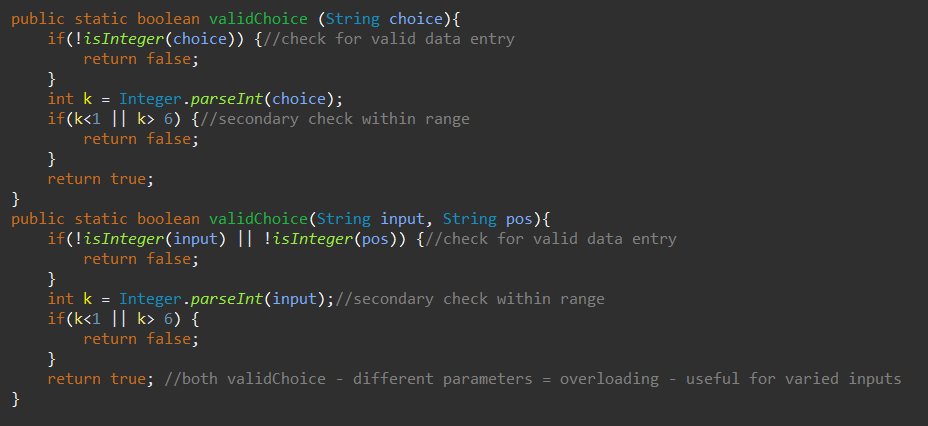 public static boolean validChoice (String choice){
    if(!isInteger(choice)) {//check for valid data entry
        return false;
    }
    int k = Integer.parseInt(choice);
    if(k<1 || k> 6) {//secondary check within range
        return false;
    }
    return true;
}
public static boolean validChoice(String input, String pos){
    if(!isInteger(input) || !isInteger(pos)) {//check for valid data entry
        return false;
    }
    int k = Integer.parseInt(input);//secondary check within range
    if(k<1 || k> 6) {
        return false;
    }
    return true; //both validChoice - different parameters = overloading - useful for varied inputs
}